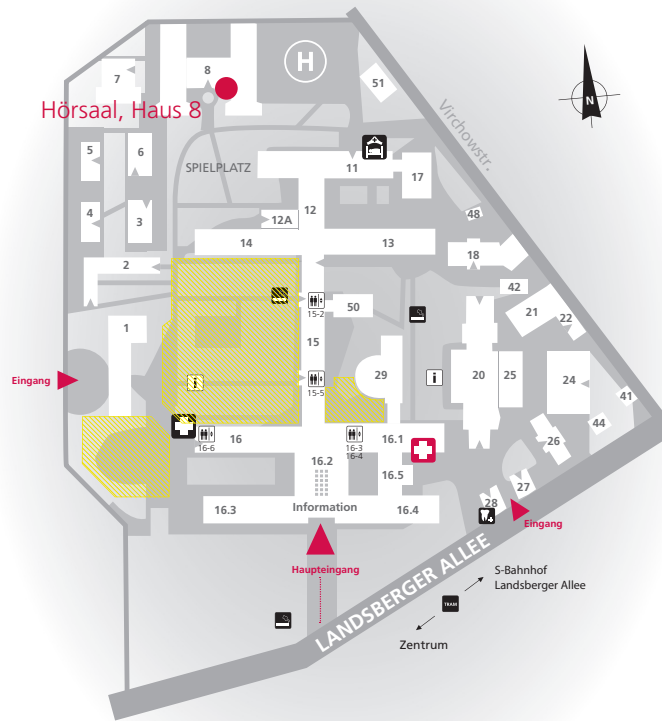 H
8
7
51
Hörsaal, Haus 8
Virchowstr.
N
5
6
SPIELPLATZ
11
17
4
3
12
12A
48
14
13
18
2
42
15-2
50
21
22
1
15
i
Eingang
i
15-5
29
20
25
24
41
44
16
16-6
16-3
16-4
16.1
26
16.2
16.5
27
Information
28
16.3
16.4
Eingang
Haupteingang
LANDSBERGER ALLEE
S-Bahnhof
Landsberger Allee
TRAM
Zentrum